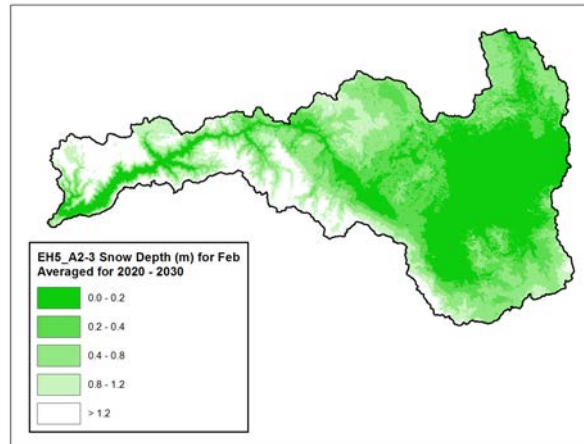 EH5_A2-3 Snow Depth (m) for Feb
Averaged for 2020 - 2030
0.0 - 0.2
0.2 - 0.4
0.4 - 0.8
0.8 - 1.2
> 1.2